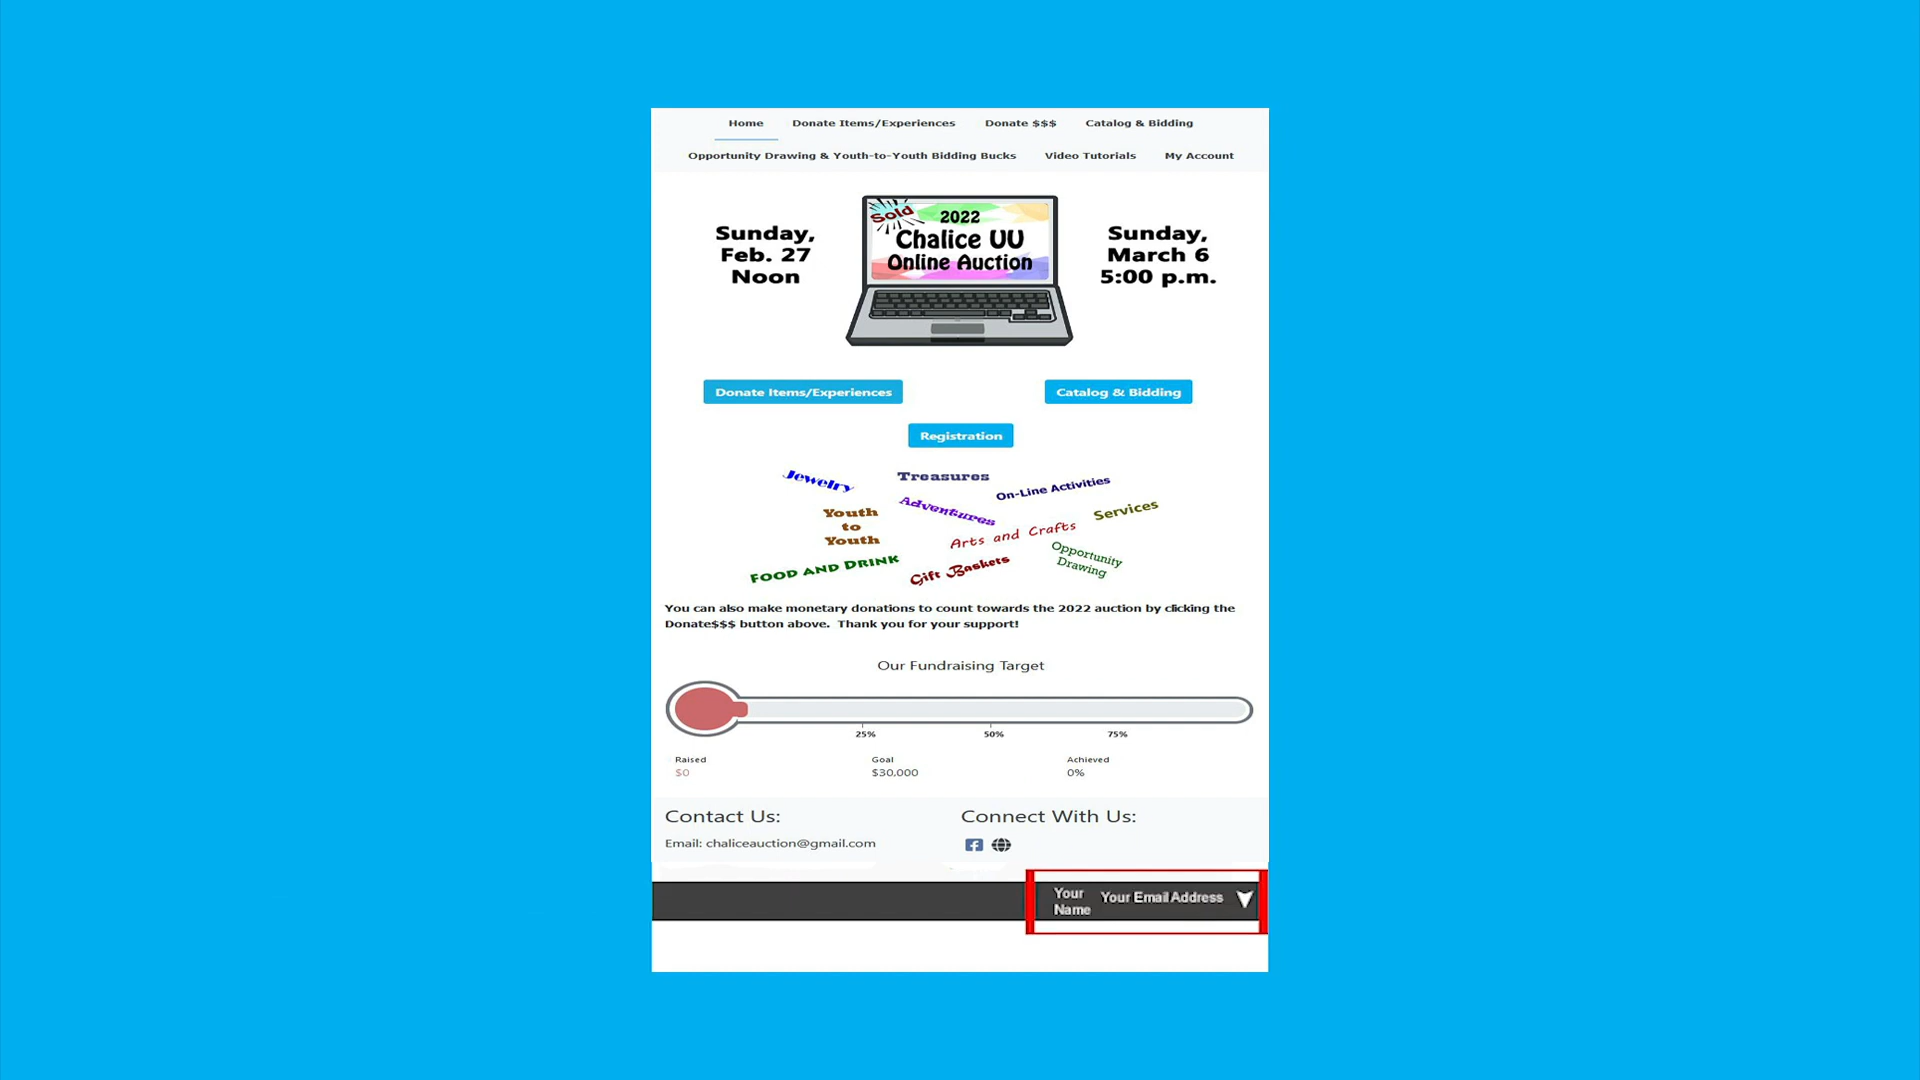 Home Donate Items/Experiences Donate $$$ Catalog & Bidding
Opportunity Drawing & Youth-to-Youth Bidding Bucks Video Tutorials My Account
Sunday,
Feb. 27
Noon
Sold
2022
Chalice UU
Online Auction
Sunday,
March 6
5:00 p.m.
Donate Items/Experiences Catalog & Bidding
Registration
Jewelry Treasures On-Line Activities
Adventures Services
Youth
to
Youth
Arts and Crafts
Opportunity
Drawing
FOOD AND DRINK Gift Baskets
You can also make monetary donations to count towards the 2022 auction by clicking the
Donate$$$ button above. Thank you for your support!
Our Fundraising Target
25% 50% 75%
Raised Goal Achieved
$0 $30,000 0%
Contact Us: Connect With Us:
Email: chaliceauction@gmail.com
Your
Name
Your Email Address